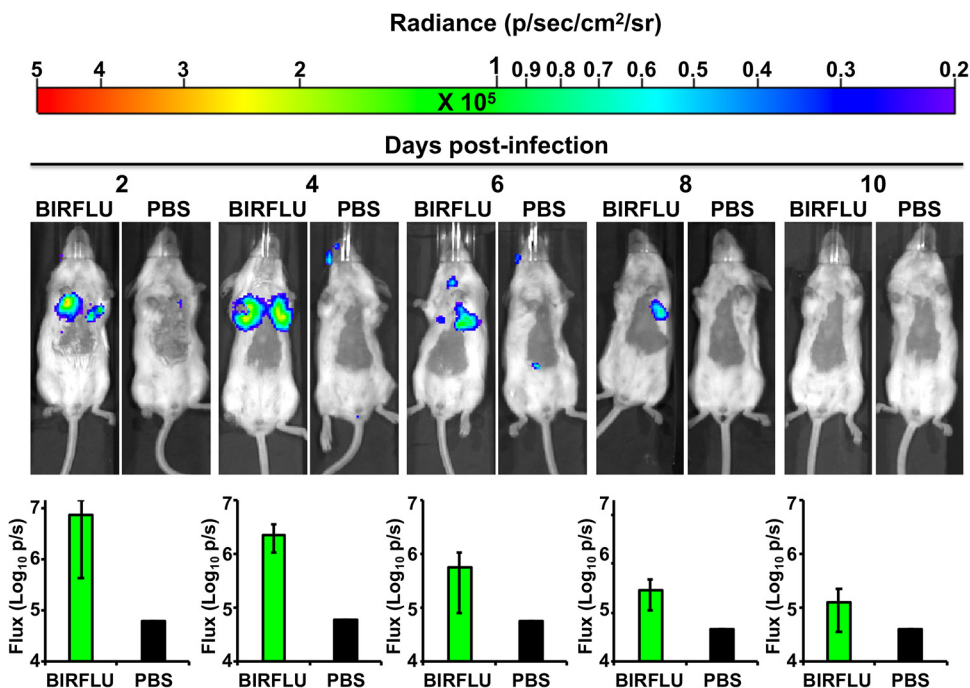 Radiance (p/sec/cm²/sr)
5 4 3 2 1 0.9 0.8 0.7 0.6 0.5 0.4 0.3 0.2
X 10⁵
Days post-infection
2 4 6 8 10
BIRFLU PBS BIRFLU PBS BIRFLU PBS BIRFLU PBS BIRFLU PBS
Flux (Log₁₀ p/s)
7
6
5
4
BIRFLU PBS
Flux (Log₁₀ p/s)
7
6
5
4
BIRFLU PBS
Flux (Log₁₀ p/s)
7
6
5
4
BIRFLU PBS
Flux (Log₁₀ p/s)
7
6
5
4
BIRFLU PBS
Flux (Log₁₀ p/s)
7
6
5
4
BIRFLU PBS